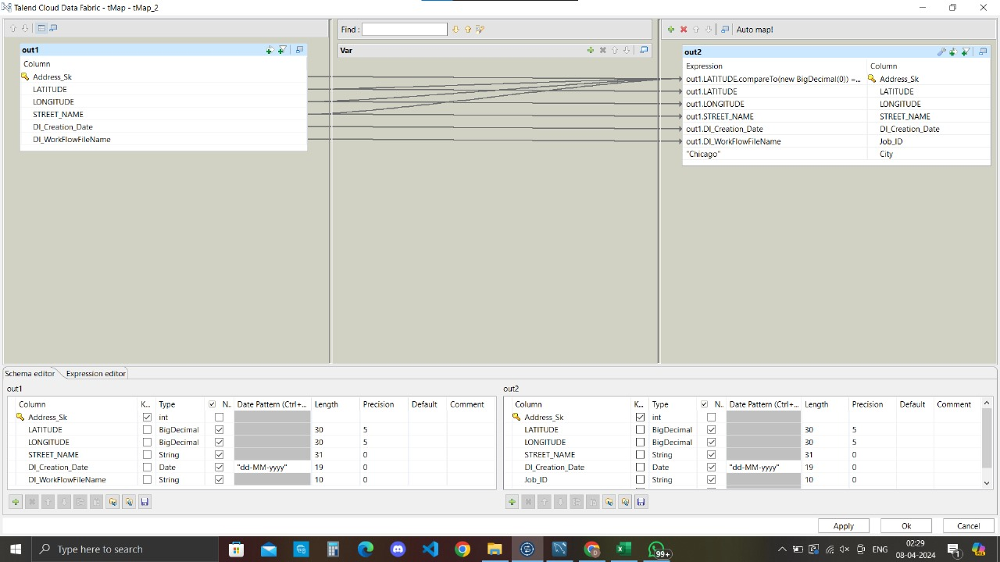 Talend Cloud Data Fabric - tMap - tMap_2
out1
Column
Address_Sk
LATITUDE
LONGITUDE
STREET_NAME
DI_Creation_Date
DI_WorkFlowFileName
Find :
Var
Auto map!
out2
Expression Column
out1.LATITUDE.compareTo(new BigDecimal(0)) =... Address_Sk
out1.LATITUDE LATITUDE
out1.LONGITUDE LONGITUDE
out1.STREET_NAME STREET_NAME
out1.DI_Creation_Date DI_Creation_Date
out1.DI_WorkFlowFileName Job_ID
"Chicago" City
Schema editor Expression editor
out1
Column K... Type N.. Date Pattern (Ctrl+... Length Precision Default Comment
Address_Sk int
LATITUDE BigDecimal 30 5
LONGITUDE BigDecimal 30 5
STREET_NAME String 31 0
DI_Creation_Date Date "dd-MM-yyyy" 19 0
DI_WorkFlowFileName String 10 0
out2
Column K... Type N.. Date Pattern (Ctrl+... Length Precision Default Comment
Address_Sk int
LATITUDE BigDecimal 30 5
LONGITUDE BigDecimal 30 5
STREET_NAME String 31 0
DI_Creation_Date Date "dd-MM-yyyy" 19 0
Job_ID String 10 0
Apply Ok Cancel
Type here to search
99+
ENG
02:29
08-04-2024
1